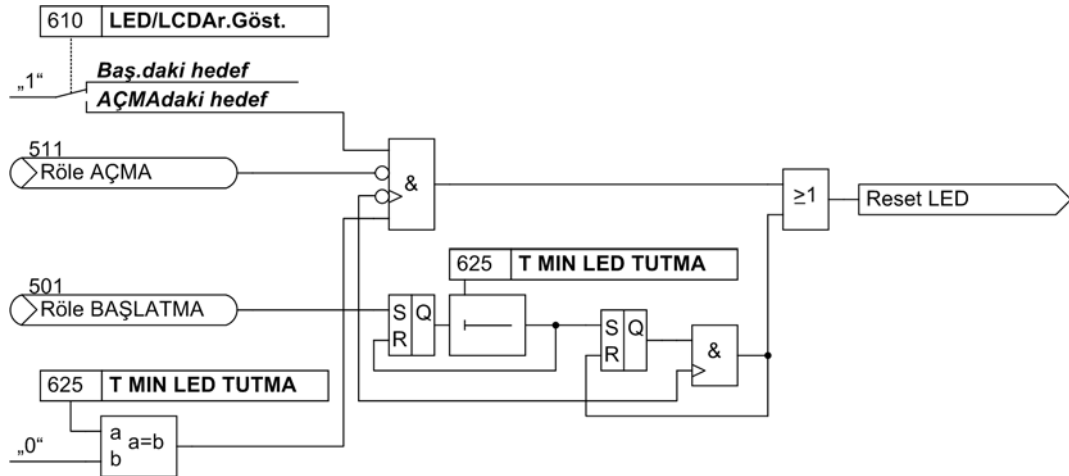 610 LED/LCDAr.Göst.
„1“
Baş.daki hedef
AÇMAdaki hedef
511
Röle AÇMA
&
≥1
Reset LED
625 T MIN LED TUTMA
501
Röle BAŞLATMA
S Q
R
S Q
R
&
625 T MIN LED TUTMA
a a=b
b
„0“